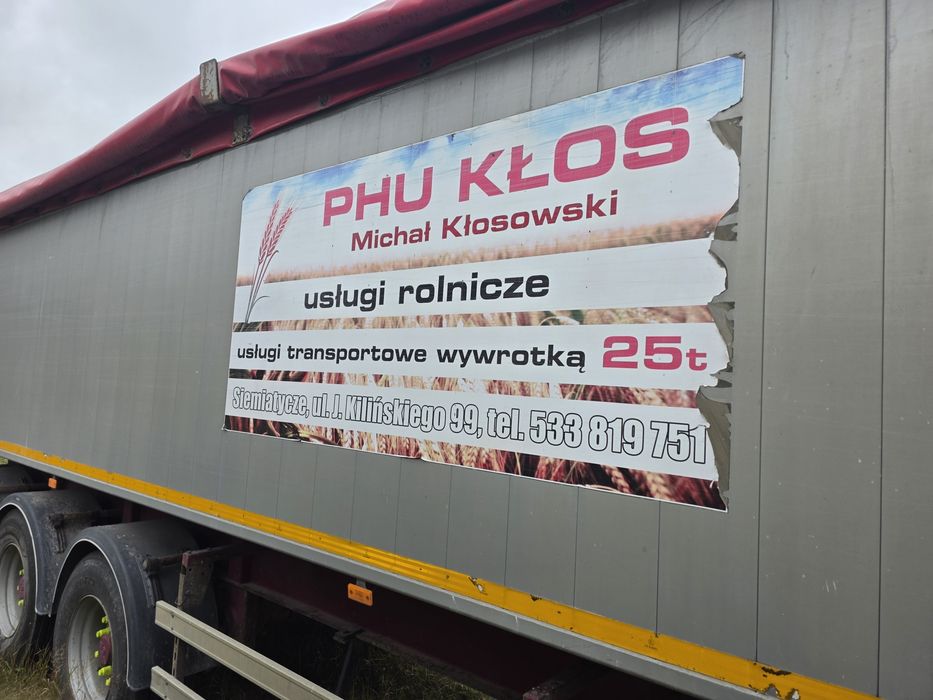 PHU KŁOS
Michał Kłosowski
usługi rolnicze
usługi transportowe wywrotką 25t
Siemiatycze, ul. J. Kilińskiego 99, tel. 533 819 751